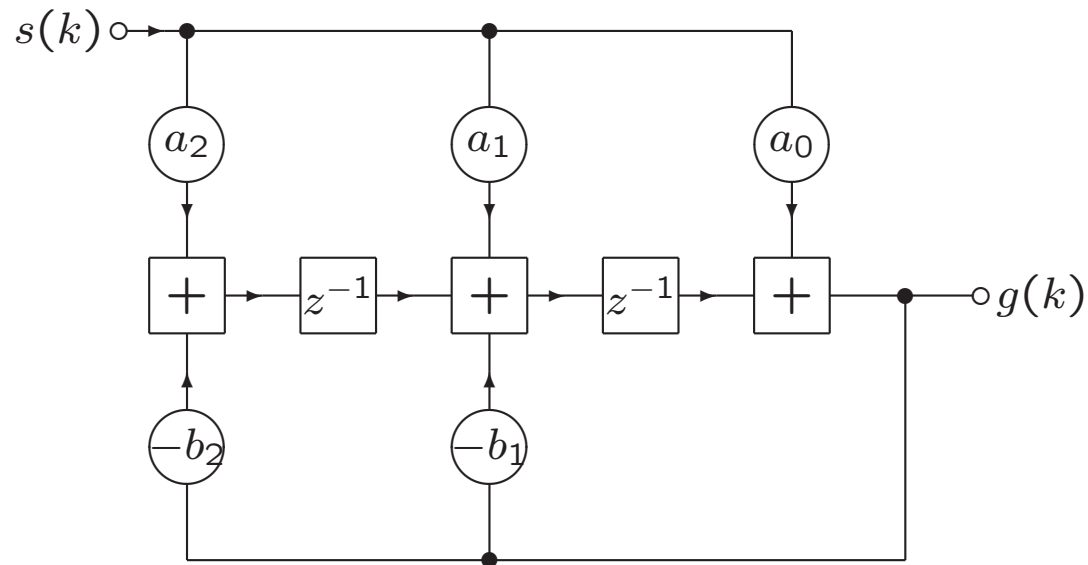 s(k)
a₂ a₁ a₀
+ z⁻¹ + z⁻¹ + g(k)
−b₂ −b₁